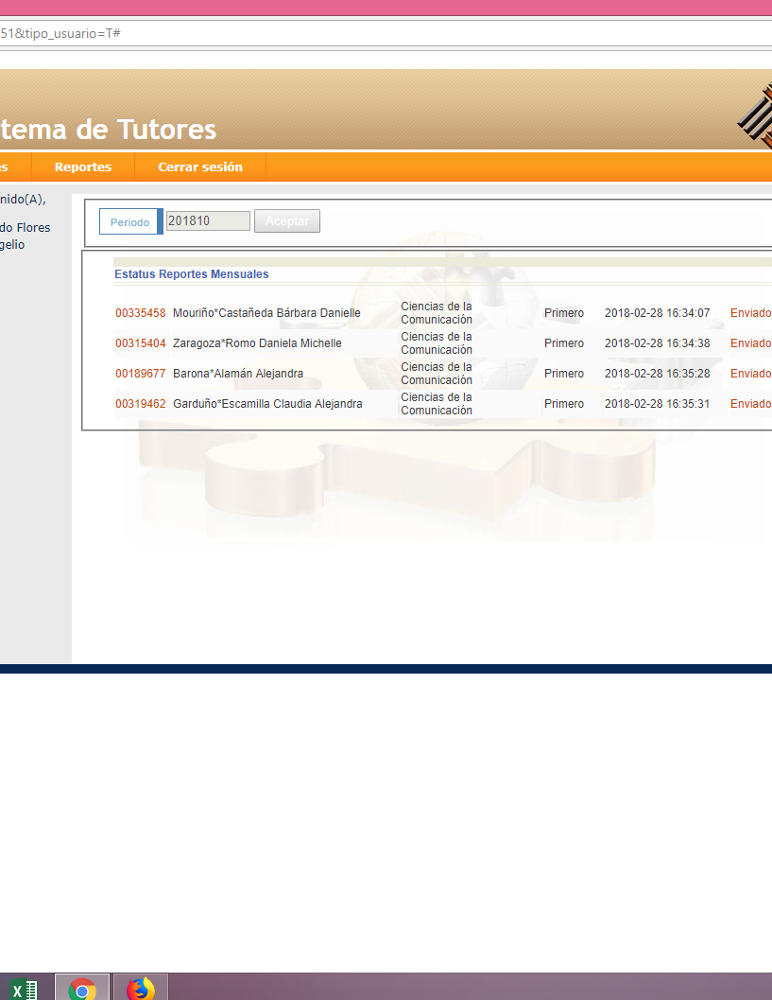 51&tipo_usuario=T#
tema de Tutores
es Reportes Cerrar sesión
nido(A),
do Flores
gelio
Periodo 201810 Aceptar
Estatus Reportes Mensuales
00335458 Mouriño*Castañeda Bárbara Danielle Ciencias de la Comunicación Primero 2018-02-28 16:34:07 Enviado
00315404 Zaragoza*Romo Daniela Michelle Ciencias de la Comunicación Primero 2018-02-28 16:34:38 Enviado
00189677 Barona*Alamán Alejandra Ciencias de la Comunicación Primero 2018-02-28 16:35:28 Enviado
00319462 Garduño*Escamilla Claudia Alejandra Ciencias de la Comunicación Primero 2018-02-28 16:35:31 Enviado